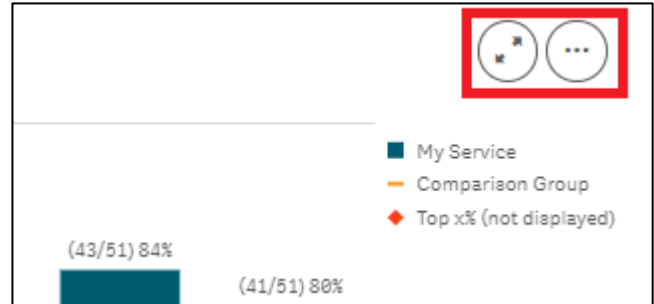 My Service
Comparison Group
Top x% (not displayed)
(43/51) 84%
(41/51) 80%